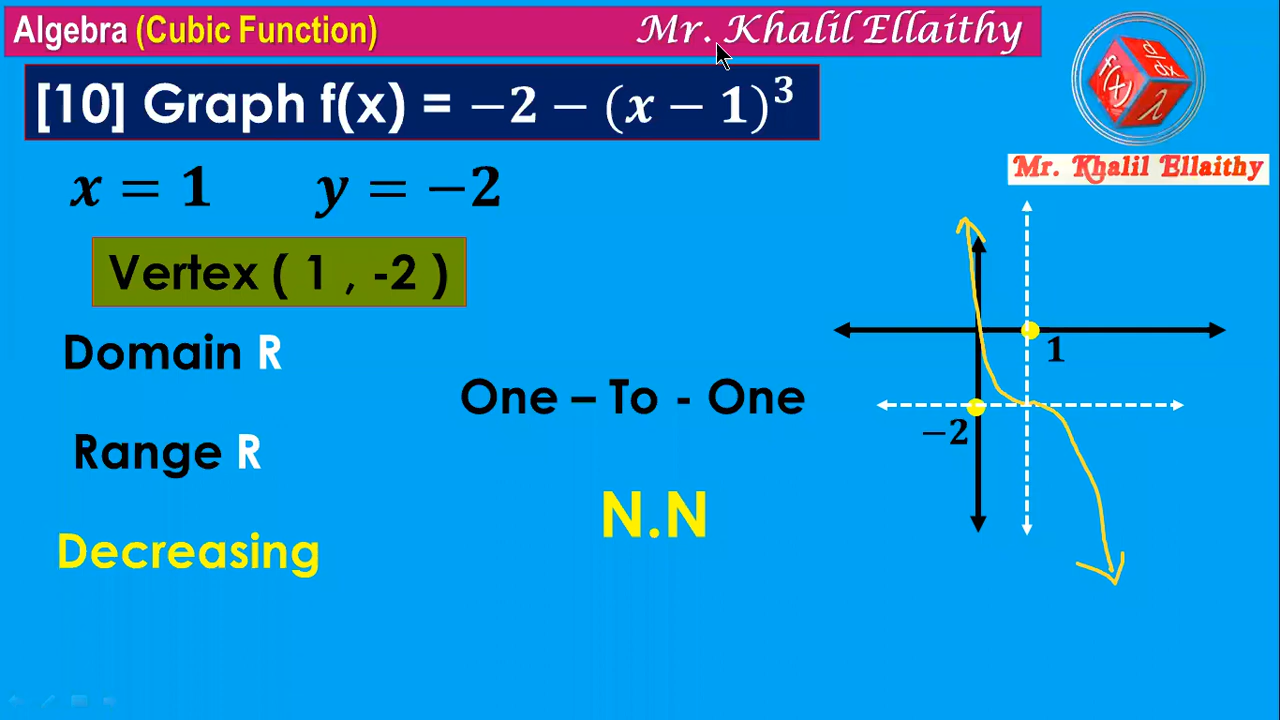 Algebra (Cubic Function)
Mr. Khalil Ellaithy
[10] Graph f(x) = −2 − (x − 1)³
d/dx
f(x)
λ
Mr. Khalil Ellaithy
x = 1 y = −2
Vertex ( 1 , -2 )
Domain R
1
One – To - One
−2
Range R
N.N
Decreasing